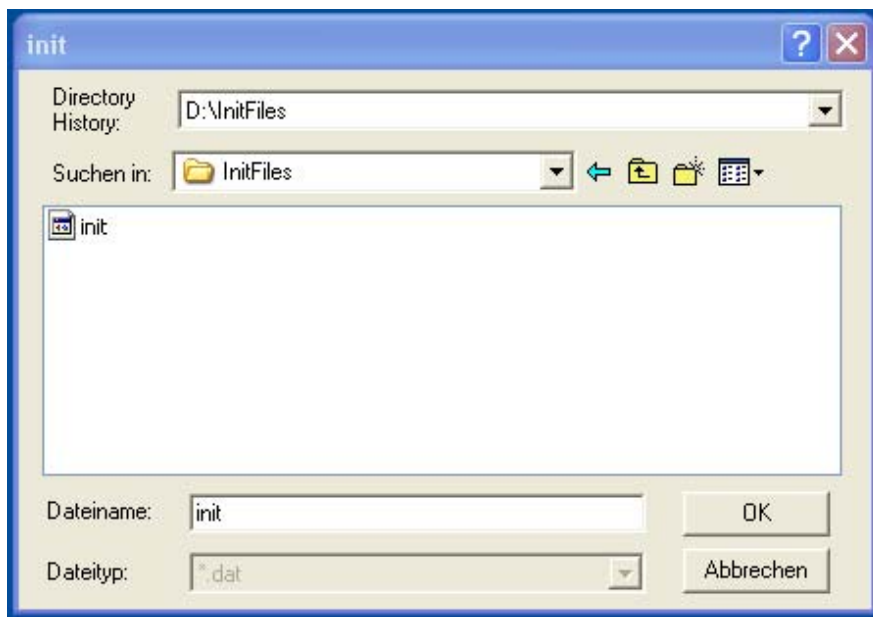 init
Directory
History:
D:\InitFiles
Suchen in:
InitFiles
init
Dateiname:
init
OK
Dateityp:
*.dat
Abbrechen